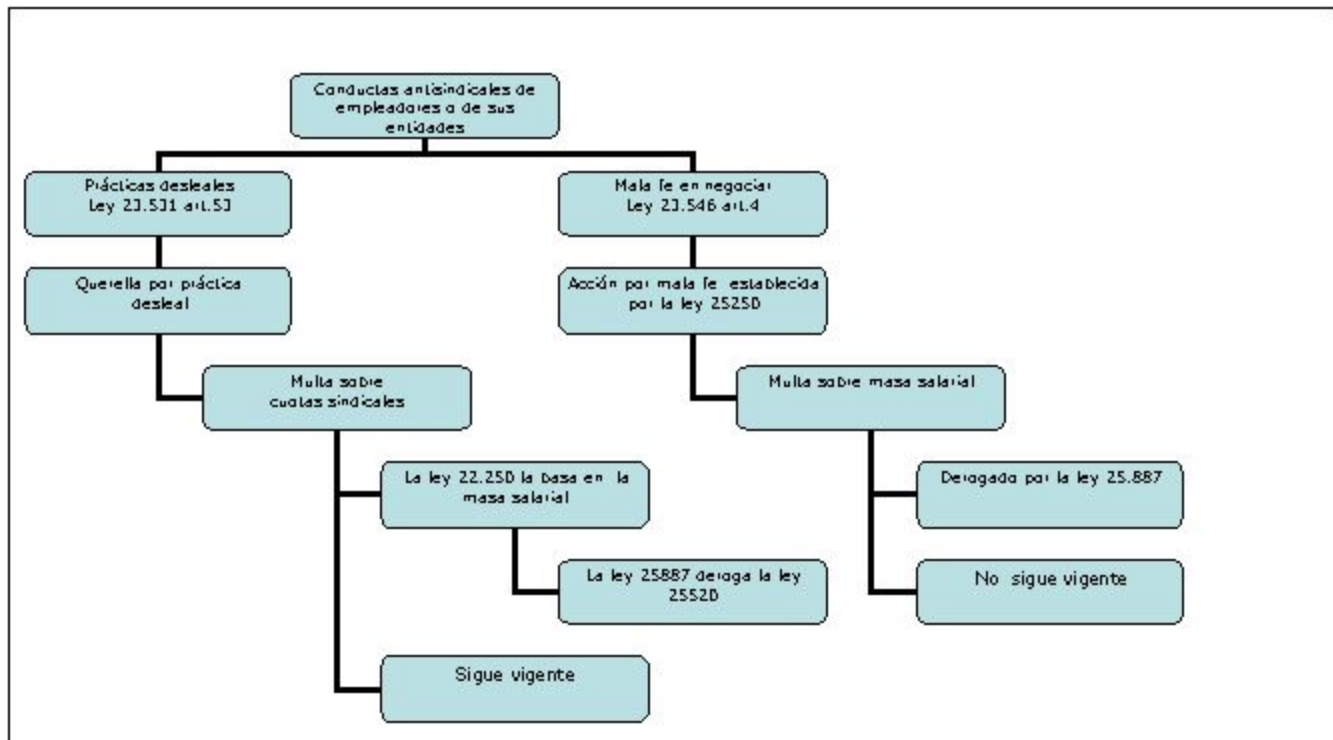 Conductas antisindicales de
empleadores o de sus
entidades
Prácticas desleales
Ley 23.531 art.53
Mala fe en negociar
Ley 23.546 art.4
Querella por práctica
desleal
Acción por mala fe establecida
por la ley 25250
Multa sobre
cuotas sindicales
Multa sobre masa salarial
La ley 22.250 la basa en la
masa salarial
Derogado por la ley 25.887
La ley 25887 deroga la ley
25520
No sigue vigente
Sigue vigente